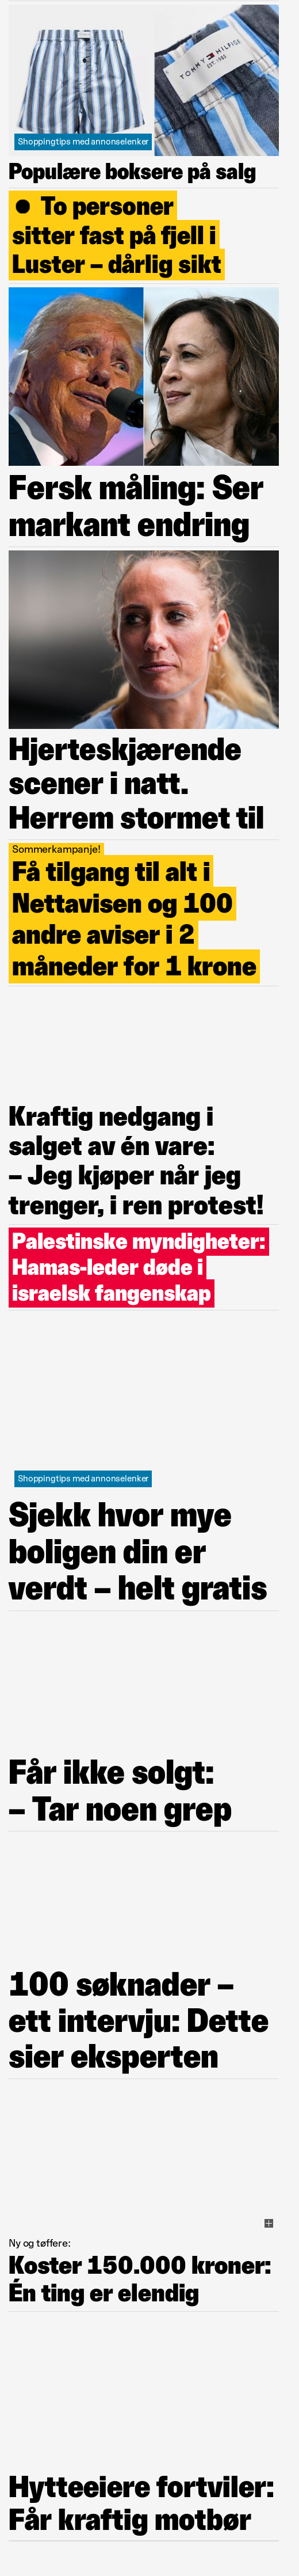 TOMMY HILFIGER
EST. 1985
Shoppingtips med annonselenker
Populære boksere på salg
To personer
sitter fast på fjell i
Luster – dårlig sikt
Fersk måling: Ser
markant endring
Hjerteskjærende
scener i natt.
Herrem stormet til
Sommerkampanje!
Få tilgang til alt i
Nettavisen og 100
andre aviser i 2
måneder for 1 krone
Kraftig nedgang i
salget av én vare:
– Jeg kjøper når jeg
trenger, i ren protest!
Palestinske myndigheter:
Hamas-leder døde i
israelsk fangenskap
Shoppingtips med annonselenker
Sjekk hvor mye
boligen din er
verdt – helt gratis
Får ikke solgt:
– Tar noen grep
100 søknader –
ett intervju: Dette
sier eksperten
Ny og tøffere:
Koster 150.000 kroner:
Én ting er elendig
Hytteeiere fortviler:
Får kraftig motbør